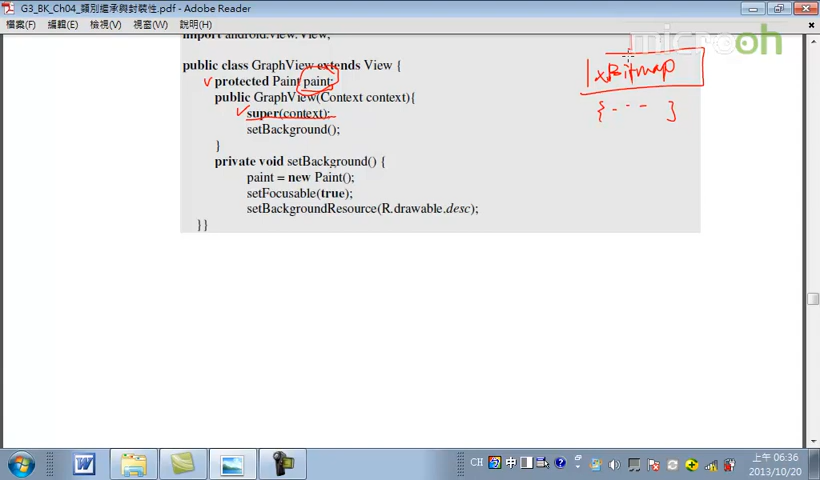 G3_BK_Ch04_類別繼承與封裝性.pdf - Adobe Reader
檔案(F) 編輯(E) 檢視(V) 視窗(W) 說明(H)
microoh
import android.view.View;
public class GraphView extends View {
protected Paint paint;
public GraphView(Context context){
super(context);
setBackground();
}
private void setBackground() {
paint = new Paint();
setFocusable(true);
setBackgroundResource(R.drawable.desc);
}}
IxBitmap
{--- }
CH 中
上午 06:36
2013/10/20